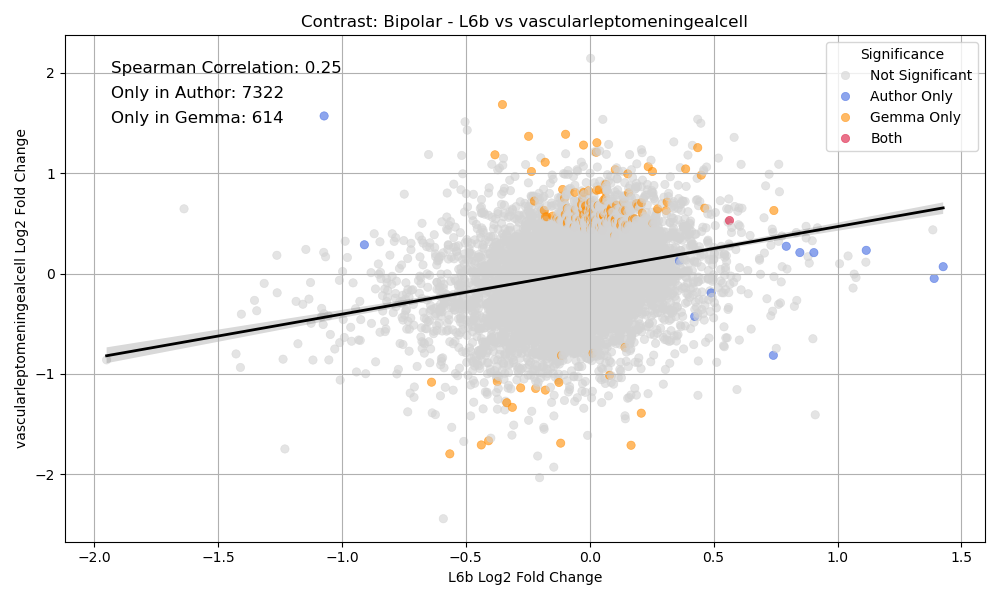 Contrast: Bipolar - L6b vs vascularleptomeningealcell
Spearman Correlation: 0.25
Only in Author: 7322
Only in Gemma: 614
Significance
Not Significant
Author Only
Gemma Only
Both
vascularleptomeningealcell Log2 Fold Change
2
1
0
−1
−2
−2.0
−1.5
−1.0
−0.5
0.0
0.5
1.0
1.5
L6b Log2 Fold Change